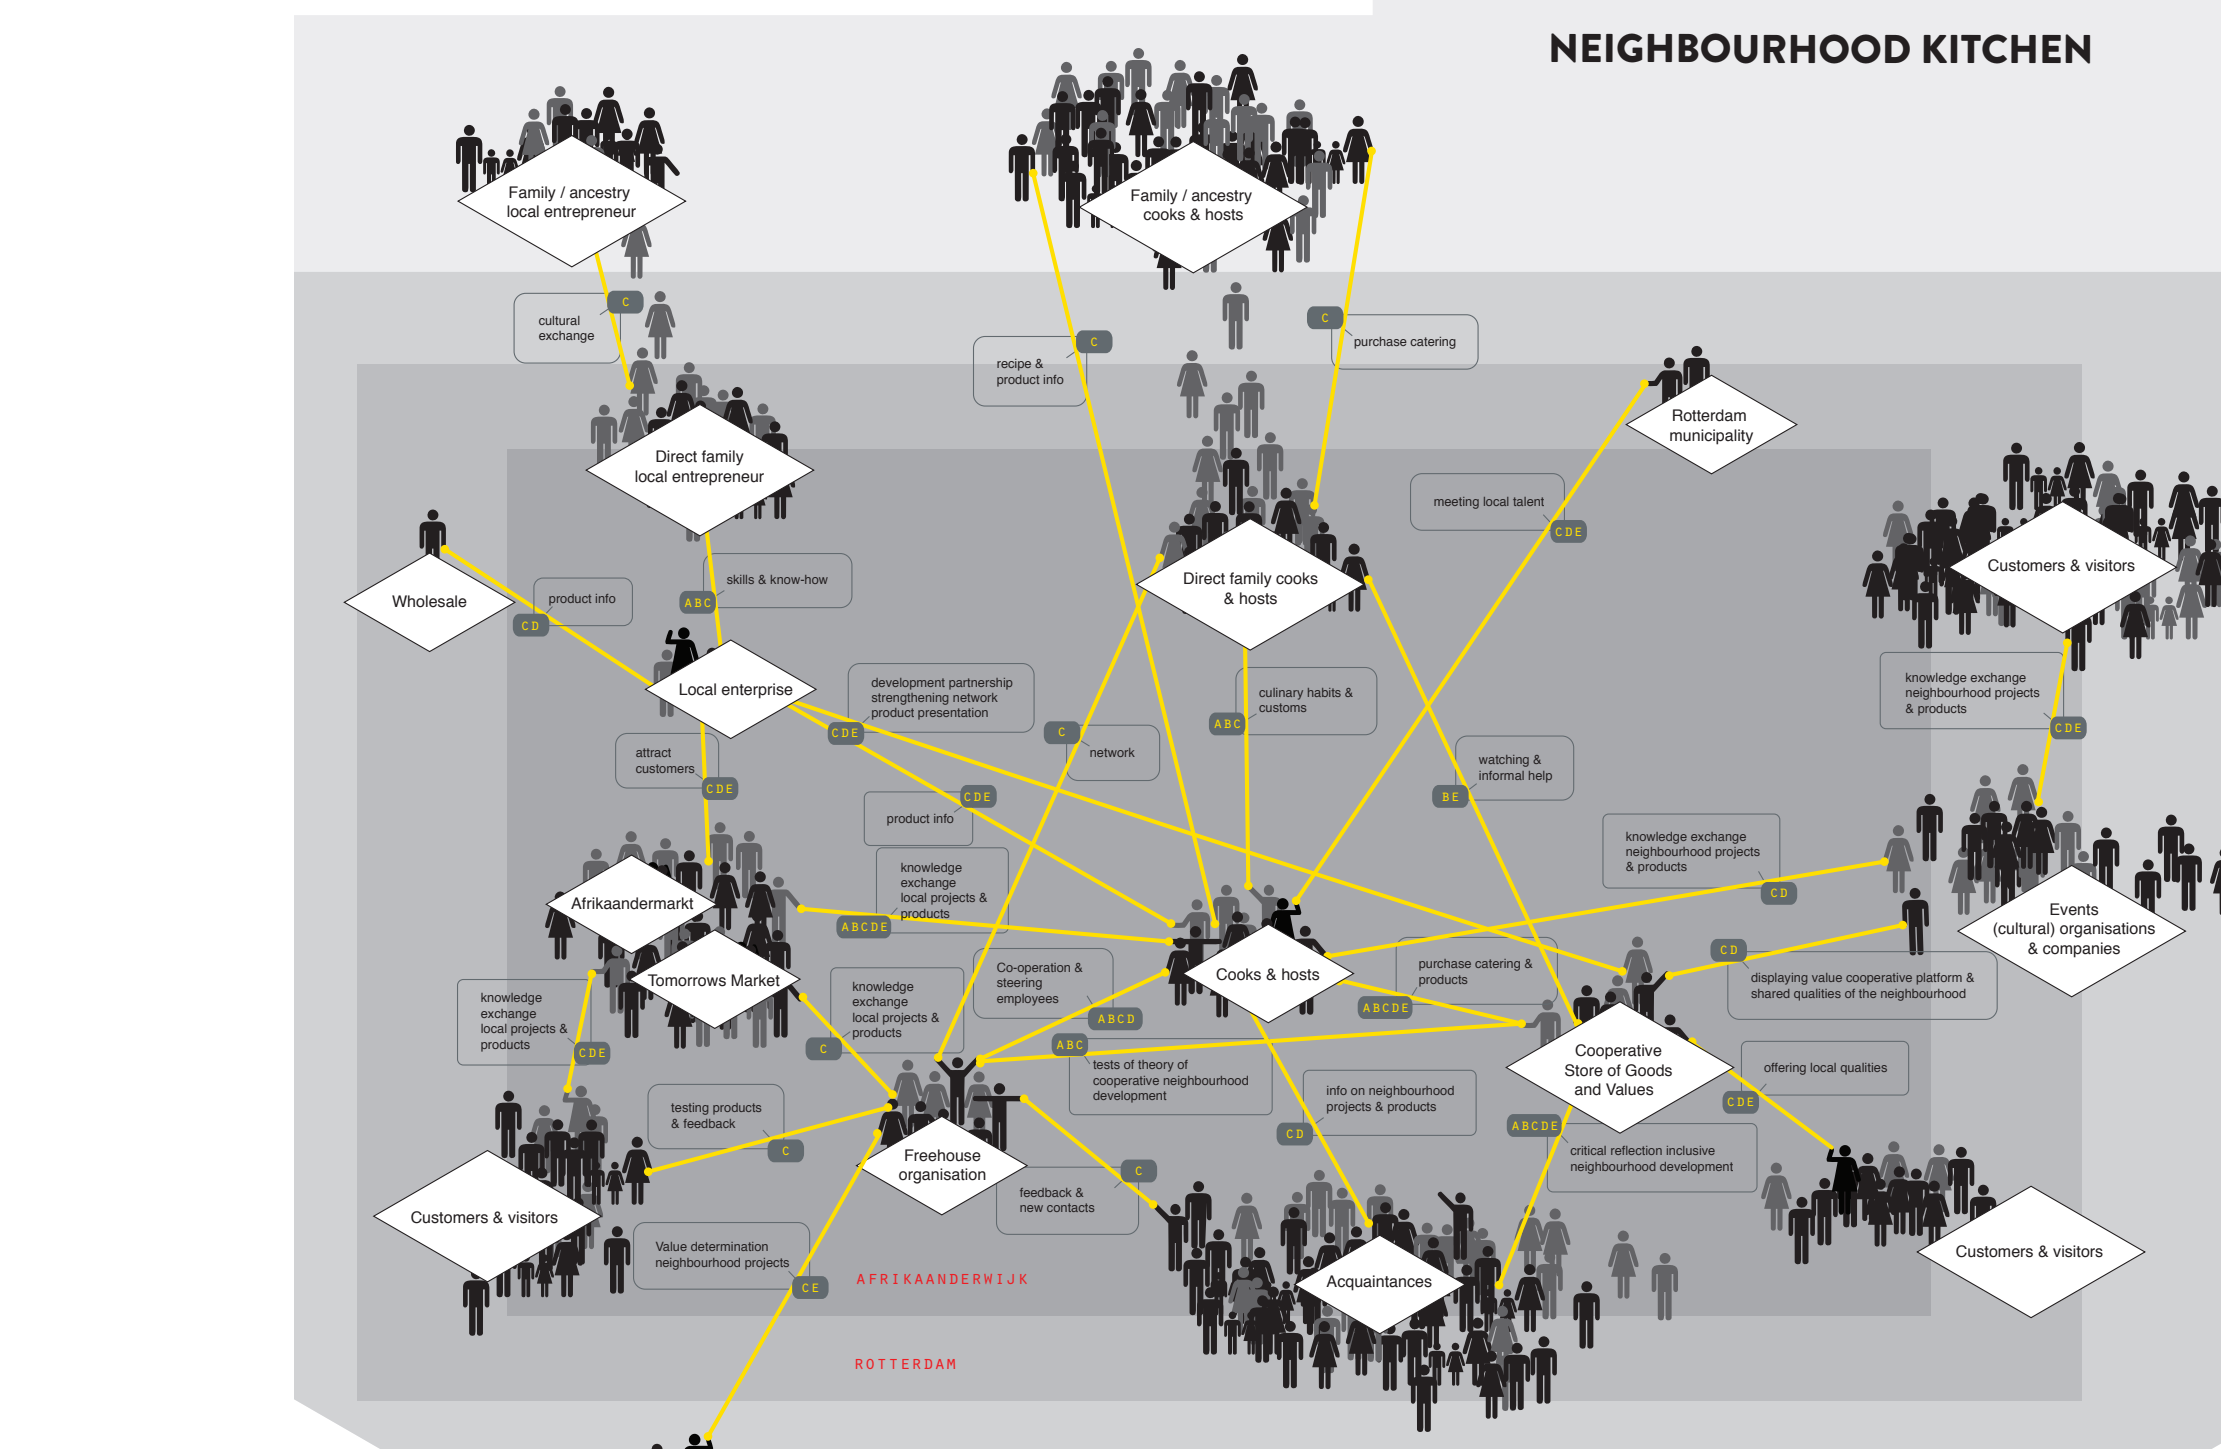 NEIGHBOURHOOD KITCHEN
Family / ancestry
local entrepreneur
Family / ancestry
cooks & hosts
C
cultural
exchange
C
recipe &
product info
C
purchase catering
Rotterdam
municipality
Direct family
local entrepreneur
meeting local talent
CDE
Customers & visitors
Wholesale
product info
CD
skills & know-how
ABC
Direct family cooks
& hosts
Local enterprise
development partnership
strengthening network
product presentation
CDE
culinary habits &
customs
ABC
knowledge exchange
neighbourhood projects
& products
CDE
attract
customers
CDE
C
network
watching &
informal help
BE
CDE
product info
knowledge exchange
neighbourhood projects
& products
CD
knowledge
exchange
local projects &
products
ABCDE
Afrikaandermarkt
Events
(cultural) organisations
& companies
Tomorrows Market
Cooks & hosts
Co-operation &
steering
employees
ABCD
purchase catering &
products
ABCDE
CD
displaying value cooperative platform &
shared qualities of the neighbourhood
knowledge
exchange
local projects &
products
CDE
knowledge
exchange
local projects &
products
C
ABC
tests of theory of
cooperative neighbourhood
development
Cooperative
Store of Goods
and Values
offering local qualities
CDE
info on neighbourhood
projects & products
CD
testing products
& feedback
C
ABCDE
critical reflection inclusive
neighbourhood development
Freehouse
organisation
C
feedback &
new contacts
Customers & visitors
Value determination
neighbourhood projects
CE
Customers & visitors
Acquaintances
AFRIKAANDERWIJK
ROTTERDAM